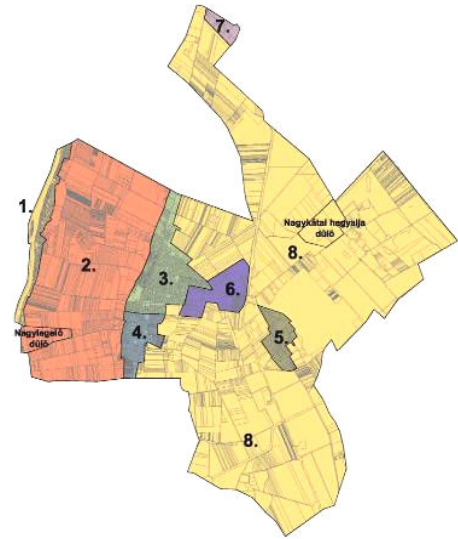 7.
1.
Nagykátai hegyalja
dűlő
8.
2.
3.
6.
Nagylegelő
dűlő
4.
5.
8.